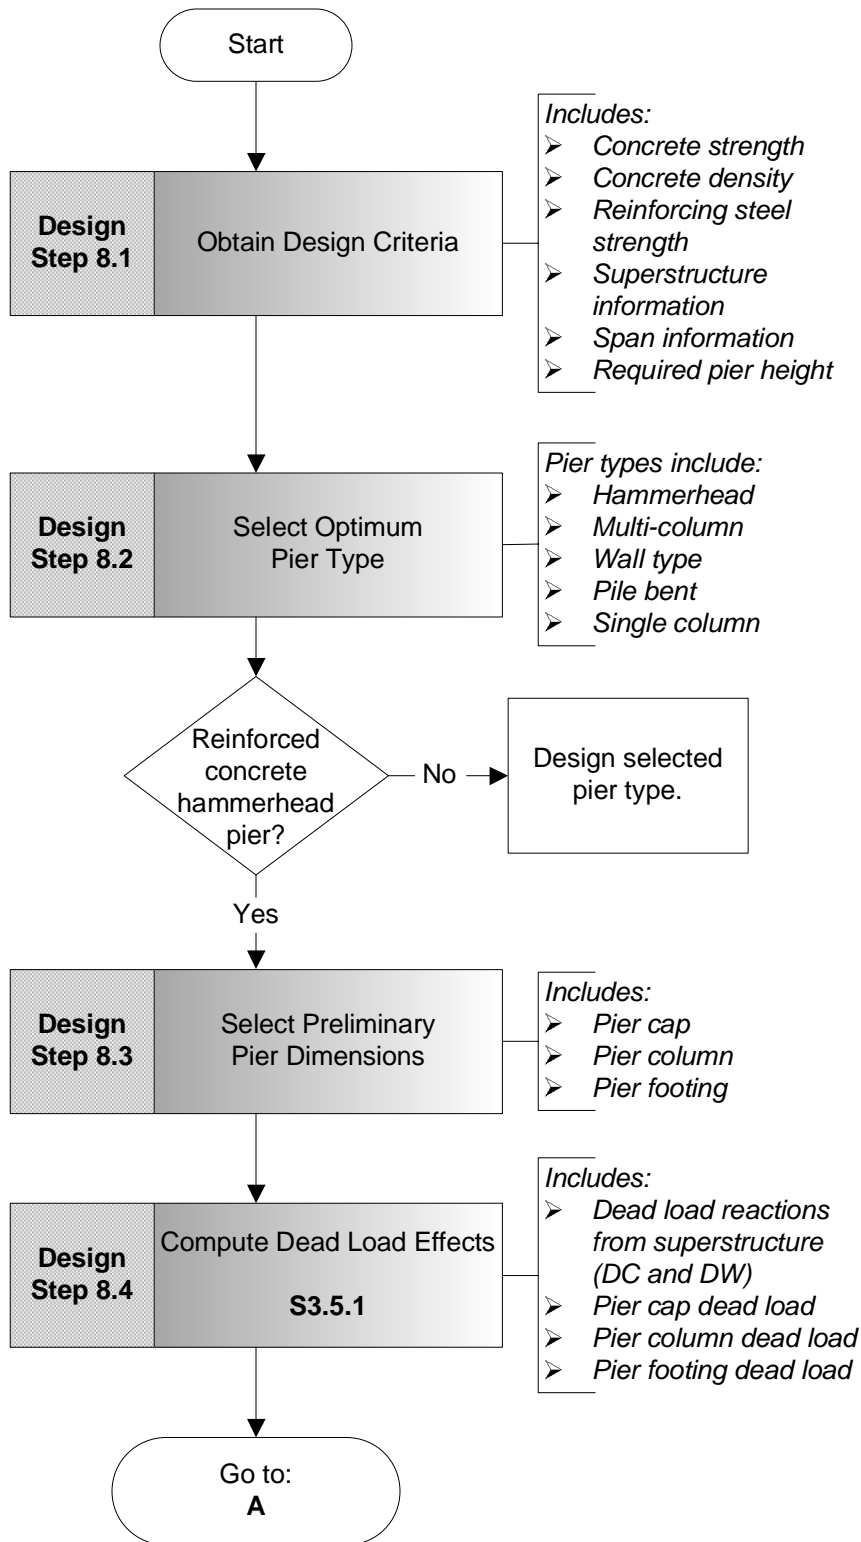 Start
Design
Step 8.1
Obtain Design Criteria
Includes:
➢ Concrete strength
➢ Concrete density
➢ Reinforcing steel
strength
➢ Superstructure
information
➢ Span information
➢ Required pier height
Design
Step 8.2
Select Optimum
Pier Type
Pier types include:
➢ Hammerhead
➢ Multi-column
➢ Wall type
➢ Pile bent
➢ Single column
Reinforced
concrete
hammerhead
pier?
No
Design selected
pier type.
Yes
Design
Step 8.3
Select Preliminary
Pier Dimensions
Includes:
➢ Pier cap
➢ Pier column
➢ Pier footing
Design
Step 8.4
Compute Dead Load Effects
S3.5.1
Includes:
➢ Dead load reactions
from superstructure
(DC and DW)
➢ Pier cap dead load
➢ Pier column dead load
➢ Pier footing dead load
Go to:
A